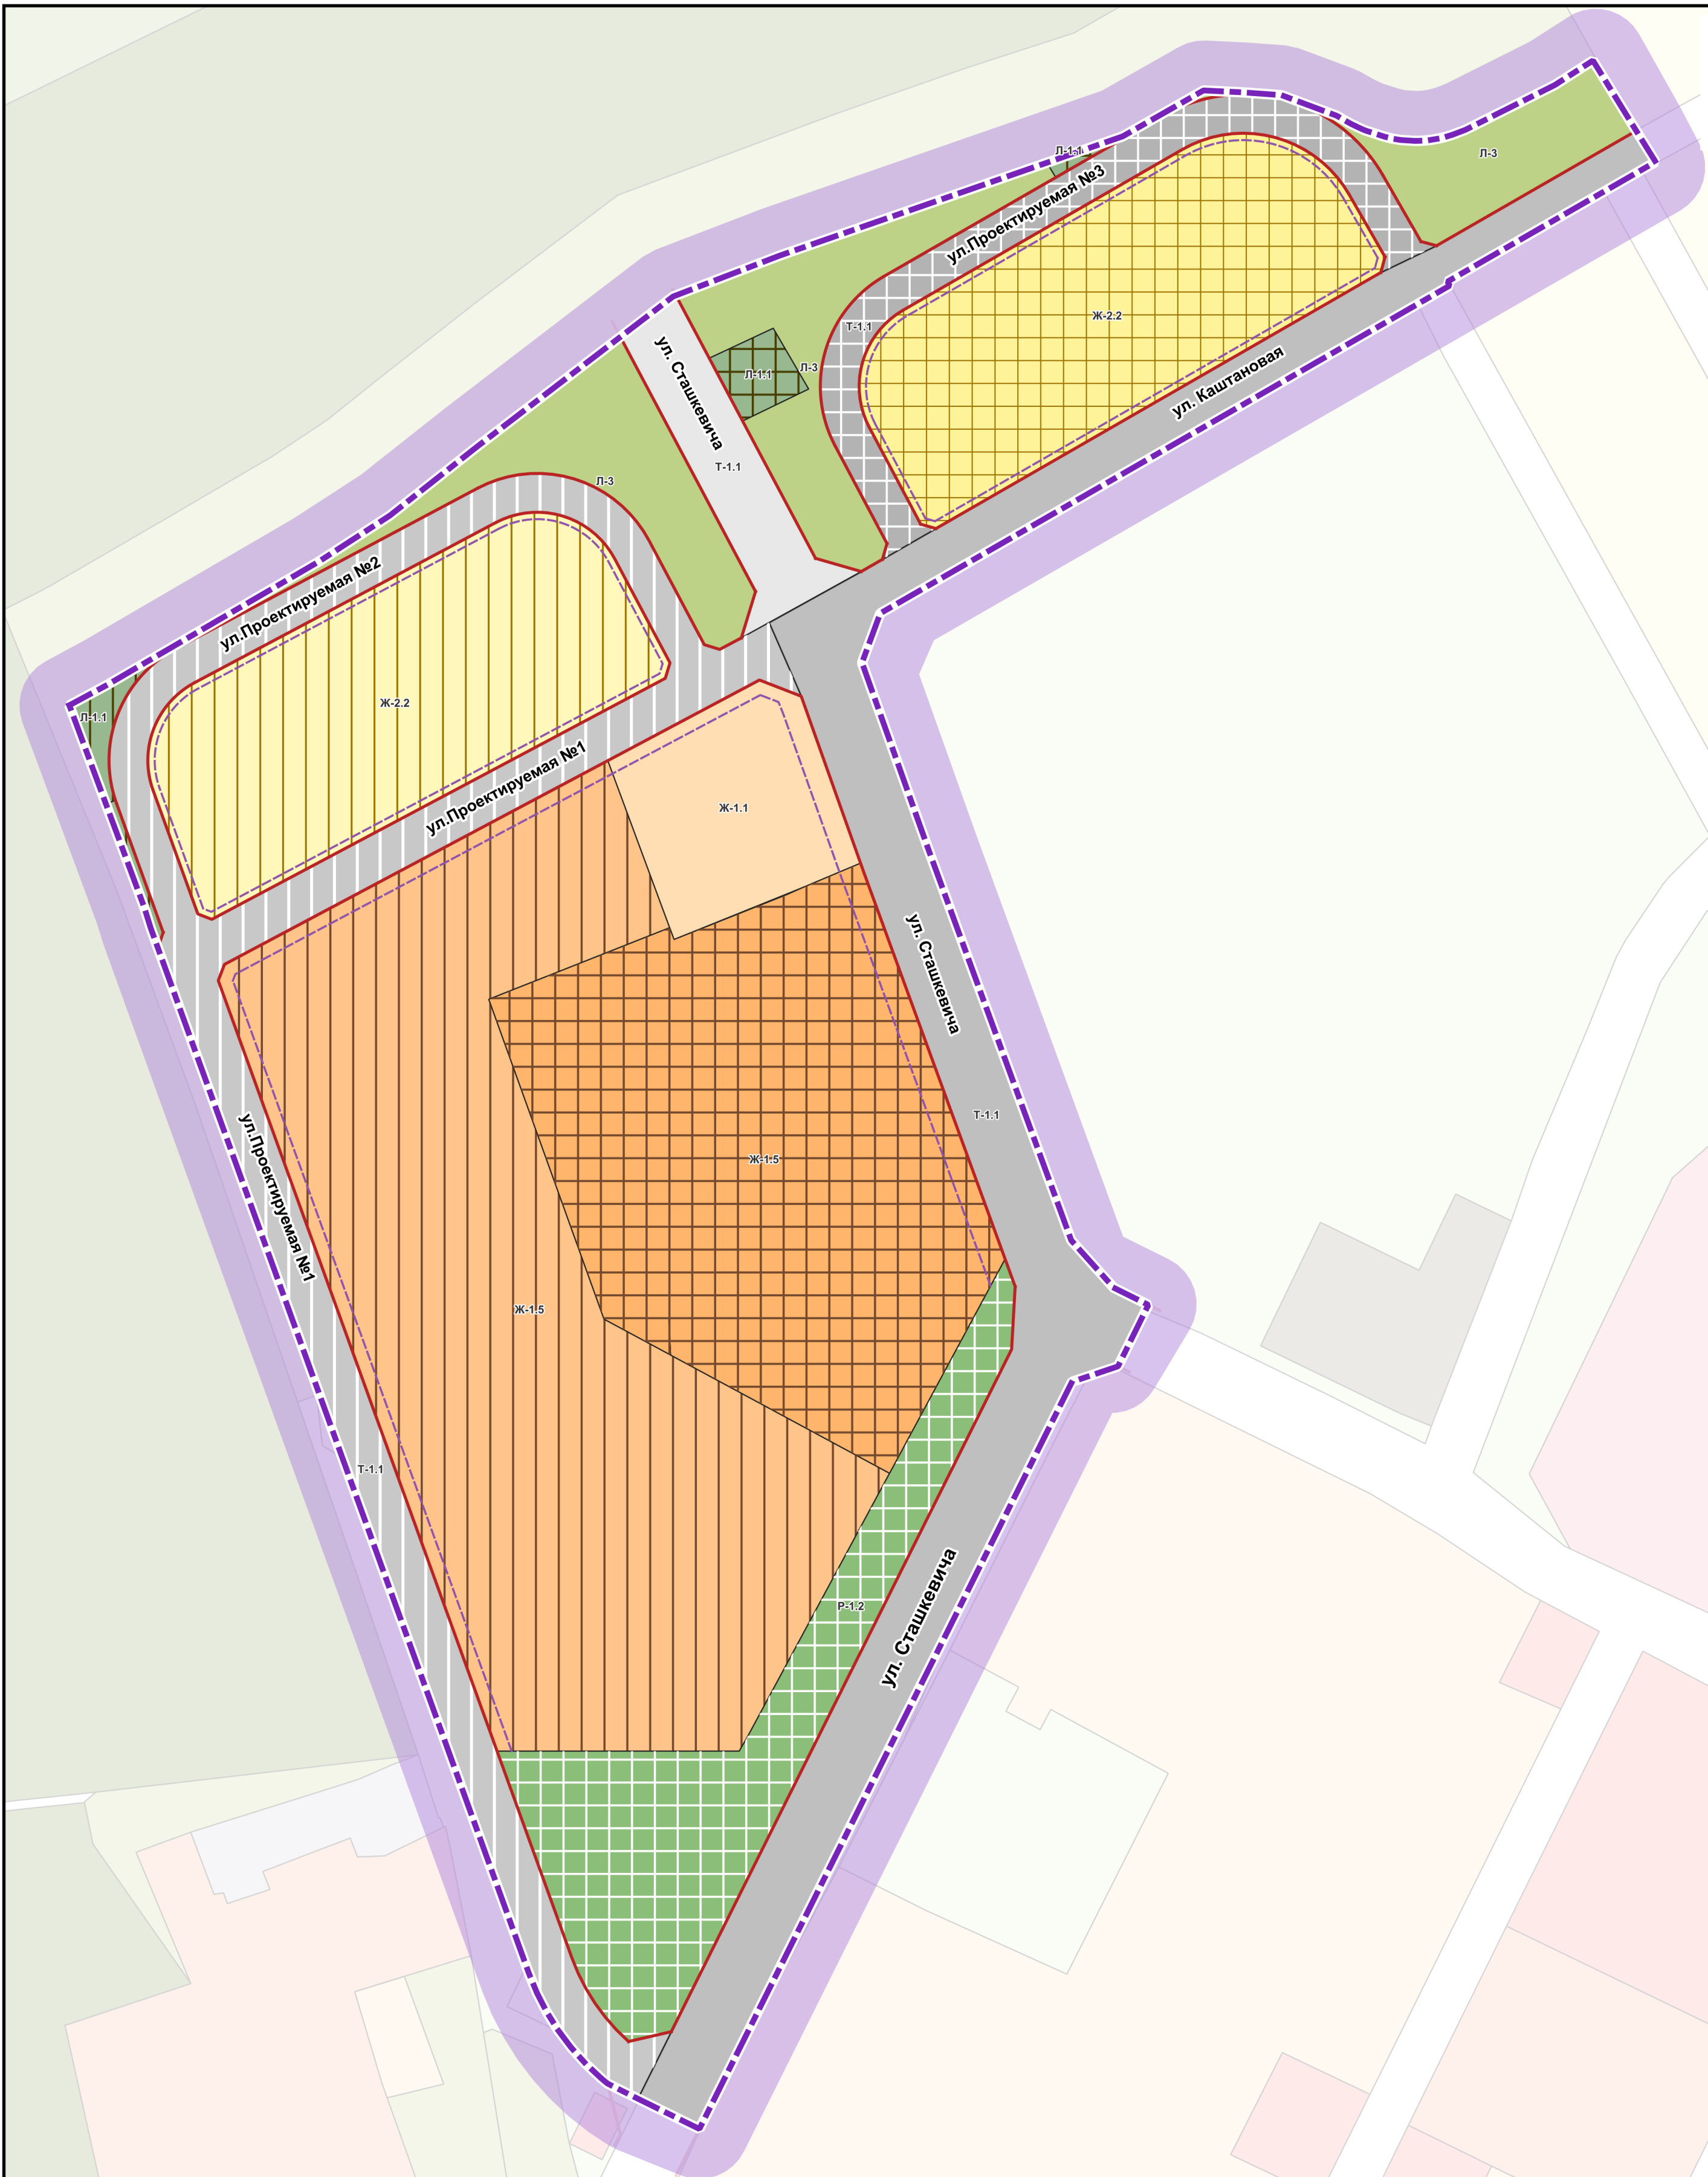 Л-1.1
Л-3
ул.Проектируемая №3
Ж-2.2
Т-1.1
ул. Сташкевича
Л-3
Л-1.1
ул. Каштановая
Т-1.1
Л-3
ул.Проектируемая №2
Ж-2.2
Л-1.1
ул.Проектируемая №1
Ж-1.1
ул. Сташкевича
Т-1.1
Ж-1.5
ул.Проектируемая №1
Ж-1.5
Т-1.1
Р-1.2
ул. Сташкевича